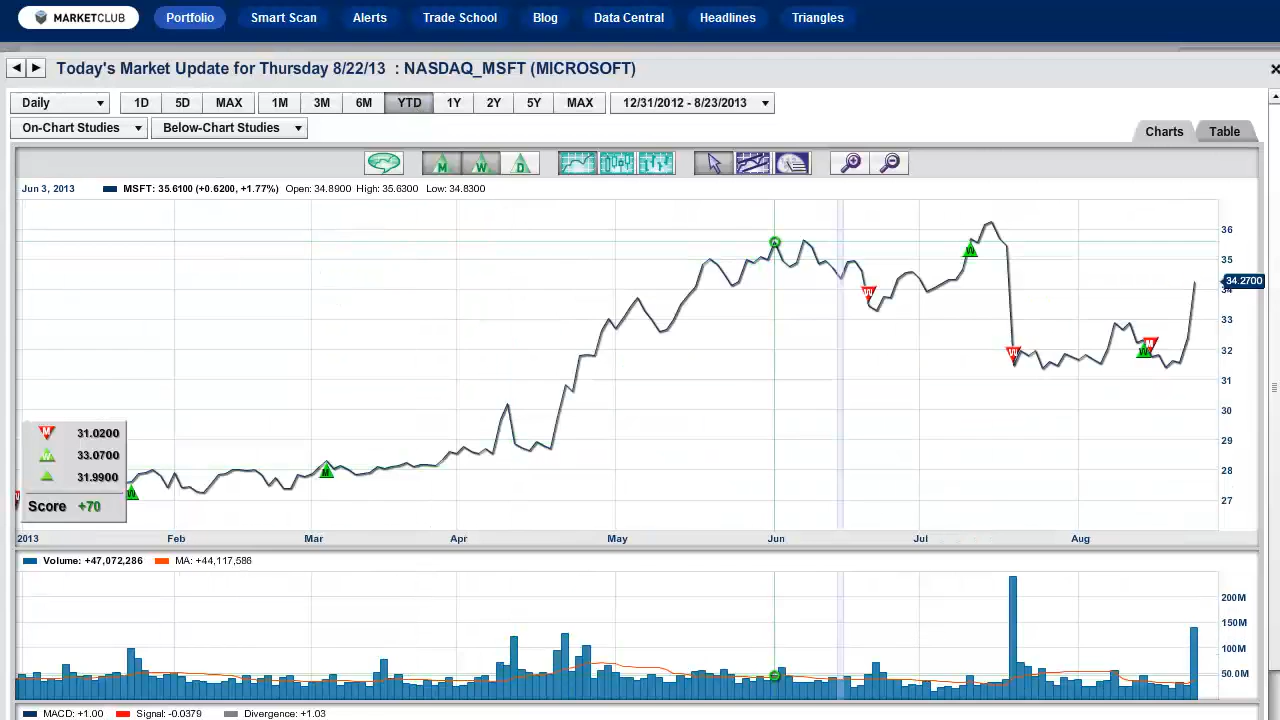 MARKETCLUB Portfolio Smart Scan Alerts Trade School Blog Data Central Headlines Triangles
Today's Market Update for Thursday 8/22/13 : NASDAQ_MSFT (MICROSOFT)
Daily 1D 5D MAX 1M 3M 6M YTD 1Y 2Y 5Y MAX 12/31/2012 - 8/23/2013
On-Chart Studies Below-Chart Studies Charts Table
M W D
Jun 3, 2013 MSFT: 35.6100 (+0.6200, +1.77%) Open: 34.8900 High: 35.6300 Low: 34.8300
36
35
34.2700
34
33
32
31
30
29
28
27
M 31.0200
W 33.0700
31.9900
Score +70
2013 Feb Mar Apr May Jun Jul Aug
Volume: +47,072,286 MA: +44,117,586
200M
150M
100M
50.0M
MACD: +1.00 Signal: -0.0379 Divergence: +1.03